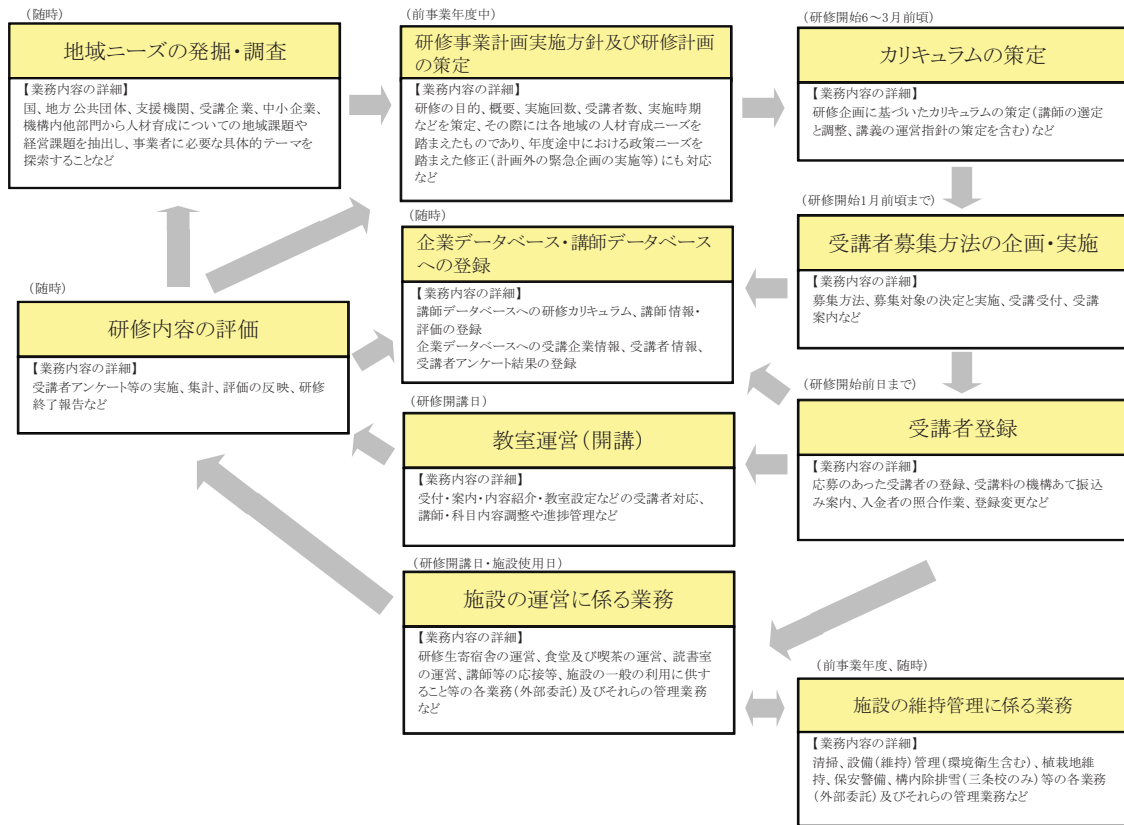 (随時)
地域ニーズの発掘・調査
【業務内容の詳細】
国、地方公共団体、支援機関、受講企業、中小企業、
機構内他部門から人材育成についての地域課題や
経営課題を抽出し、事業者に必要な具体的テーマを
探索することなど
(前事業年度中)
研修事業計画実施方針及び研修計画
の策定
【業務内容の詳細】
研修の目的、概要、実施回数、受講者数、実施時期
などを策定、その際には各地域の人材育成ニーズを
踏まえたものであり、年度途中における政策ニーズを
踏まえた修正(計画外の緊急企画の実施等)にも対応
など
(研修開始6～3月前頃)
カリキュラムの策定
【業務内容の詳細】
研修企画に基づいたカリキュラムの策定(講師の選定
と調整、講義の運営指針の策定を含む)など
(研修開始1月前頃まで)
受講者募集方法の企画・実施
【業務内容の詳細】
募集方法、募集対象の決定と実施、受講受付、受講
案内など
(随時)
企業データベース・講師データベース
への登録
【業務内容の詳細】
講師データベースへの研修カリキュラム、講師情報・
評価の登録
企業データベースへの受講企業情報、受講者情報、
受講者アンケート結果の登録
(随時)
研修内容の評価
【業務内容の詳細】
受講者アンケート等の実施、集計、評価の反映、研修
終了報告など
(研修開始前日まで)
受講者登録
【業務内容の詳細】
応募のあった受講者の登録、受講料の機構あて振込
み案内、入金者の照合作業、登録変更など
(研修開講日)
教室運営(開講)
【業務内容の詳細】
受付・案内・内容紹介・教室設定などの受講者対応、
講師・科目内容調整や進捗管理など
(研修開講日・施設使用日)
施設の運営に係る業務
【業務内容の詳細】
研修生寄宿舎の運営、食堂及び喫茶の運営、読書室
の運営、講師等の応接等、施設の一般の利用に供す
ること等の各業務(外部委託)及びそれらの管理業務
など
(前事業年度、随時)
施設の維持管理に係る業務
【業務内容の詳細】
清掃、設備(維持)管理(環境衛生含む)、植栽地維
持、保安警備、構内除排雪(三条校のみ)等の各業務
(外部委託)及びそれらの管理業務など